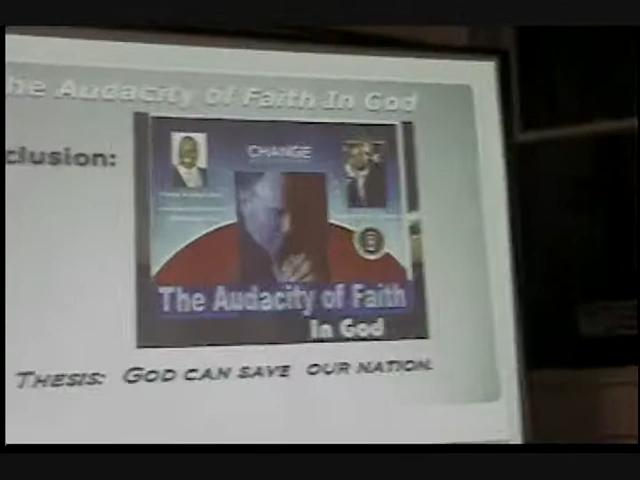 he Audacity of Faith In God
clusion:
CHANGE
The Audacity of Faith
In God
THESIS: GOD CAN SAVE OUR NATION.